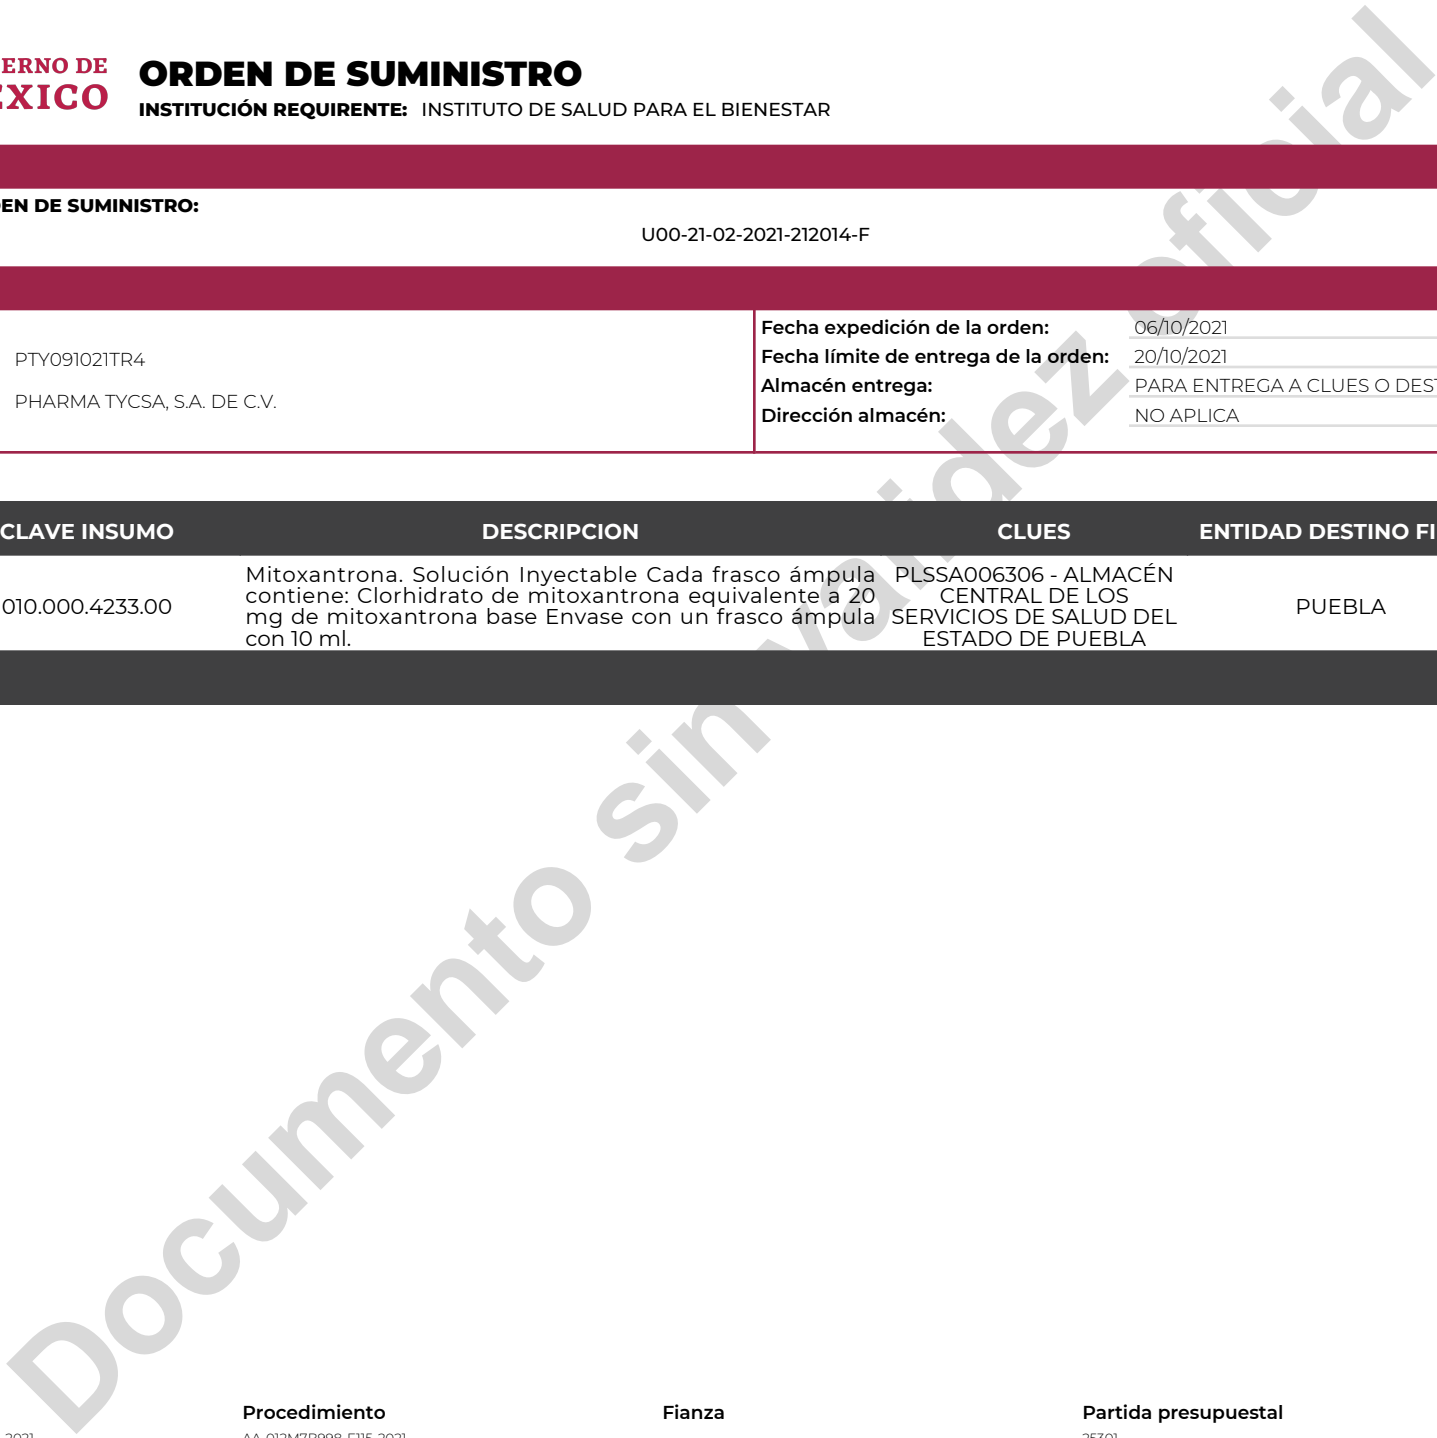 ERNO DE
EXICO
ORDEN DE SUMINISTRO
INSTITUCIÓN REQUIRENTE: INSTITUTO DE SALUD PARA EL BIENESTAR
EN DE SUMINISTRO:
U00-21-02-2021-212014-F
PTY091021TR4
PHARMA TYCSA, S.A. DE C.V.
Fecha expedición de la orden: 06/10/2021
Fecha límite de entrega de la orden: 20/10/2021
Almacén entrega: PARA ENTREGA A CLUES O DEST
Dirección almacén: NO APLICA
CLAVE INSUMO DESCRIPCION CLUES ENTIDAD DESTINO FI
010.000.4233.00
Mitoxantrona. Solución Inyectable Cada frasco ámpula
contiene: Clorhidrato de mitoxantrona equivalente a 20
mg de mitoxantrona base Envase con un frasco ámpula
con 10 ml.
PLSSA006306 - ALMACÉN
CENTRAL DE LOS
SERVICIOS DE SALUD DEL
ESTADO DE PUEBLA
PUEBLA
Documento sin validez oficial
Procedimiento Fianza Partida presupuestal